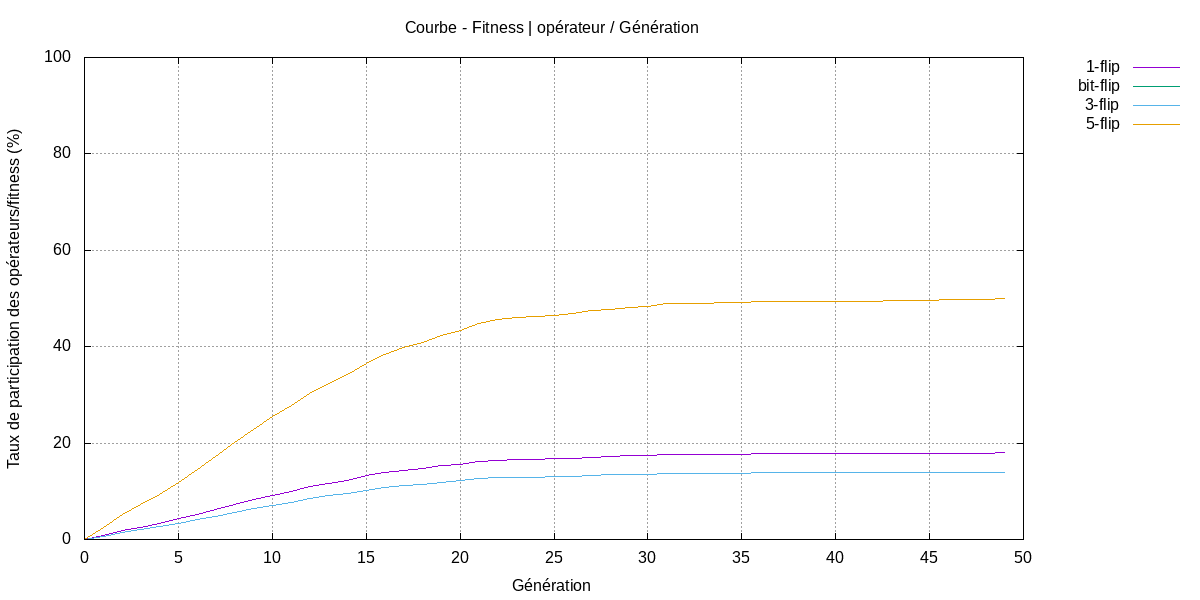 Courbe - Fitness | opérateur / Génération
Taux de participation des opérateurs/fitness (%)
100
80
60
40
20
0
0 5 10 15 20 25 30 35 40 45 50
Génération
1-flip
bit-flip
3-flip
5-flip